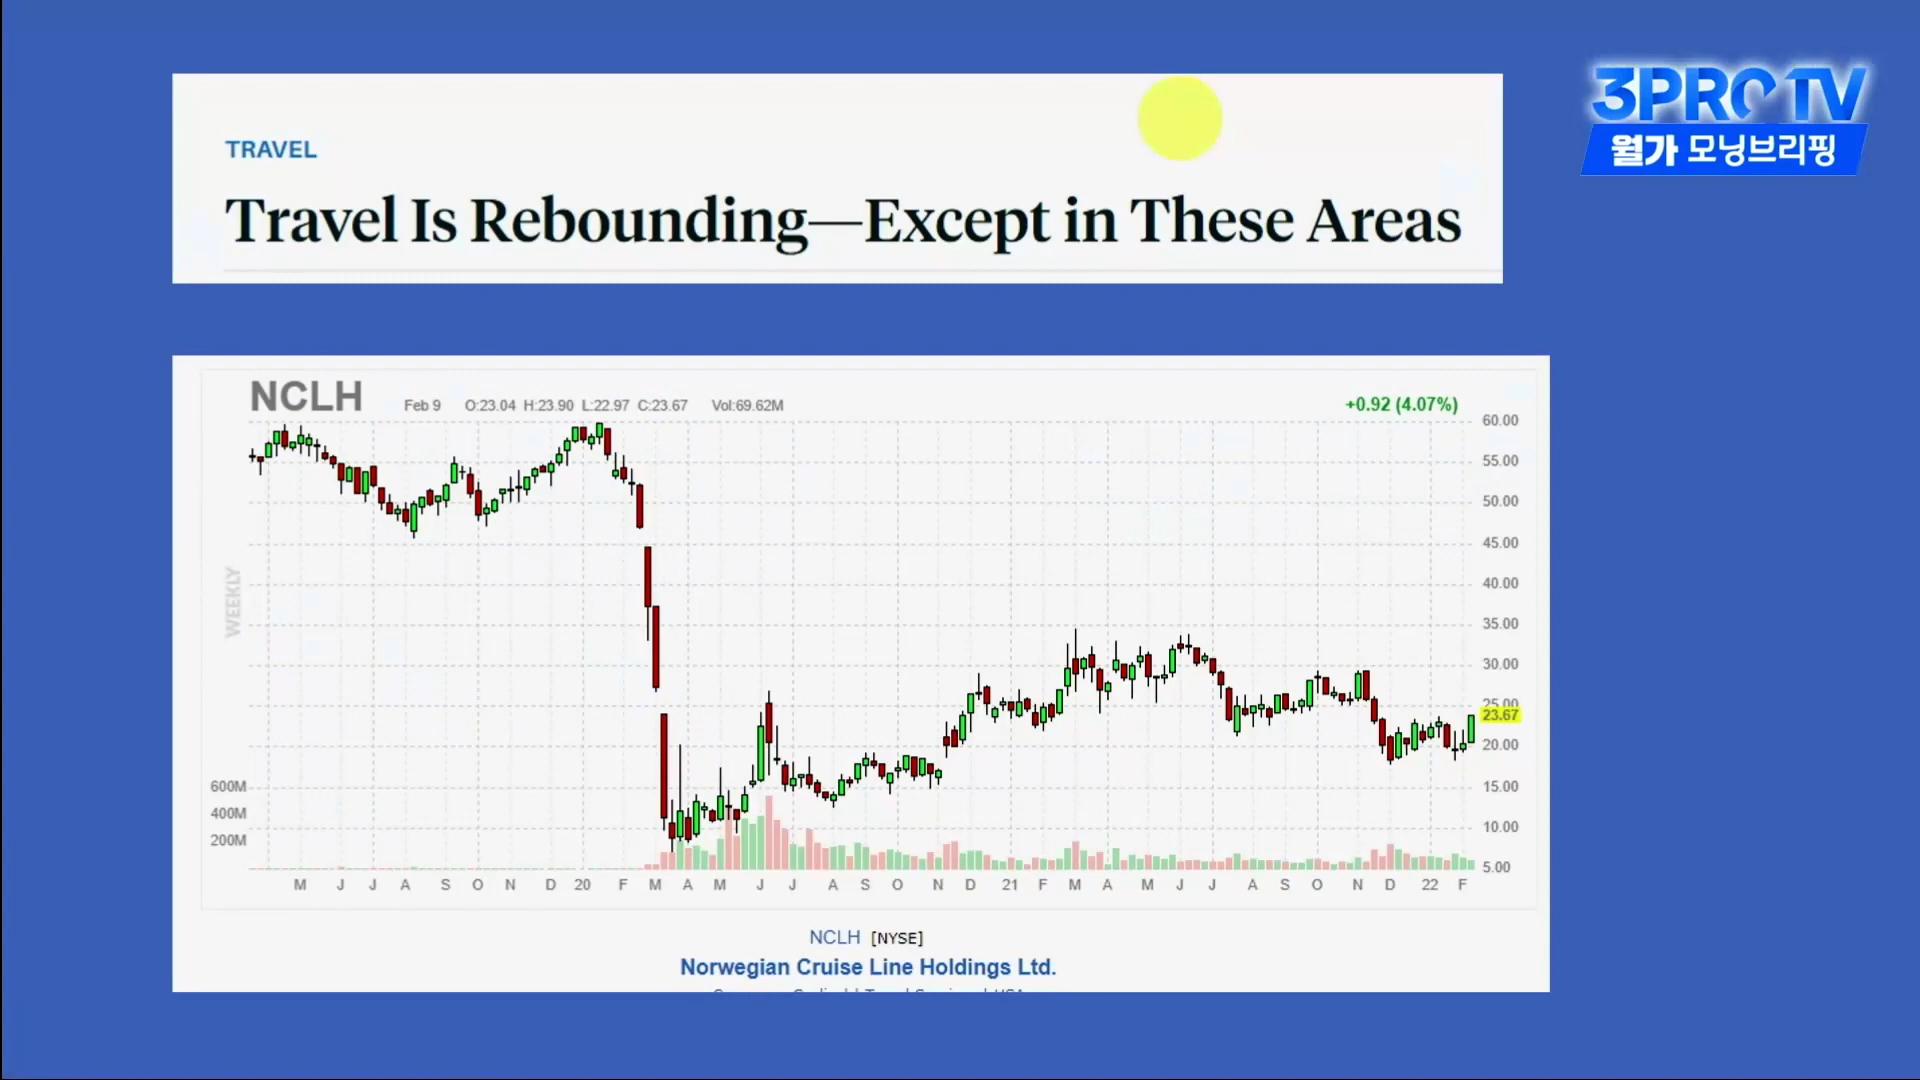 3PROTV
월가 모닝브리핑
TRAVEL
Travel Is Rebounding—Except in These Areas
NCLH Feb 9 O:23.04 H:23.90 L:22.97 C:23.67 Vol:69.62M +0.92 (4.07%)
60.00
55.00
50.00
45.00
40.00
35.00
30.00
25.00
23.67
20.00
15.00
10.00
5.00
WEEKLY
600M
400M
200M
M J J A S O N D 20 F M A M J J A S O N D 21 F M A M J J A S O N D 22 F
NCLH [NYSE]
Norwegian Cruise Line Holdings Ltd.